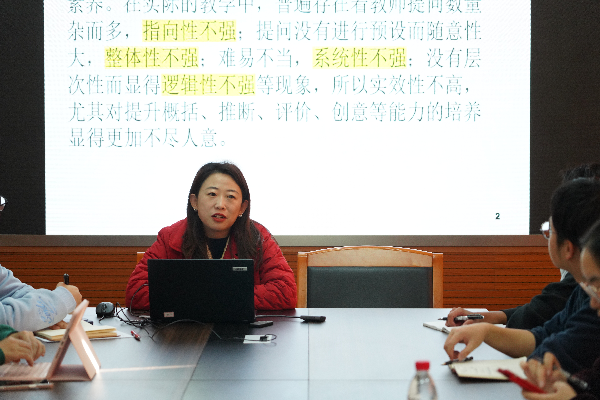 素养。在实际的教学中，普遍存在着教师提问数量
杂而多，指向性不强；提问没有进行预设而随意性
大，整体性不强；难易不当，系统性不强；没有层
次性而显得逻辑性不强等现象，所以实效性不高，
尤其对提升概括、推断、评价、创意等能力的培养
显得更加不尽人意。
2